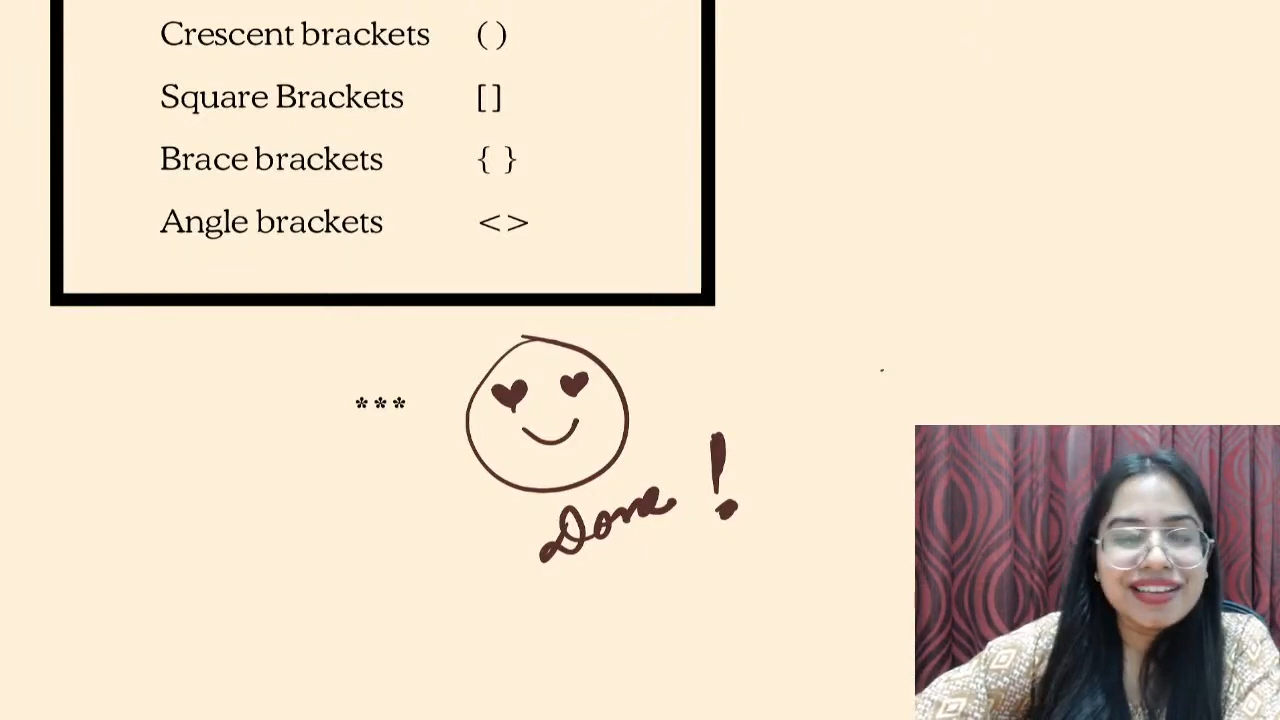 Crescent brackets ( )
Square Brackets [ ]
Brace brackets { }
Angle brackets < >
***
Done !